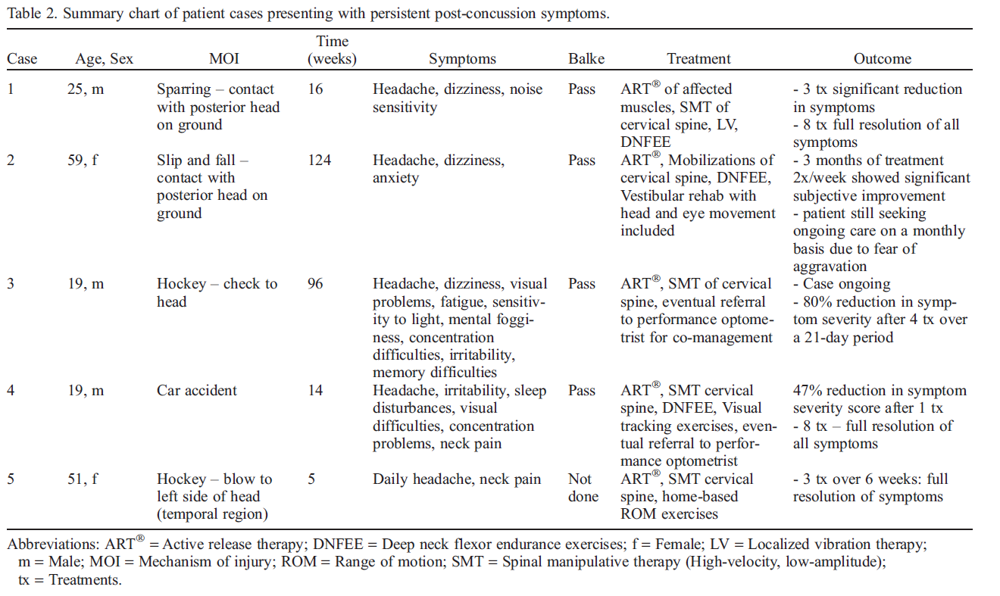 Table 2. Summary chart of patient cases presenting with persistent post-concussion symptoms.
Case Age, Sex MOI Time (weeks) Symptoms Balke Treatment Outcome
1 25, m Sparring – contact with posterior head on ground 16 Headache, dizziness, noise sensitivity Pass ART® of affected muscles, SMT of cervical spine, LV, DNFEE - 3 tx significant reduction in symptoms - 8 tx full resolution of all symptoms
2 59, f Slip and fall – contact with posterior head on ground 124 Headache, dizziness, anxiety Pass ART®, Mobilizations of cervical spine, DNFEE, Vestibular rehab with head and eye movement included - 3 months of treatment 2x/week showed significant subjective improvement - patient still seeking ongoing care on a monthly basis due to fear of aggravation
3 19, m Hockey – check to head 96 Headache, dizziness, visual problems, fatigue, sensitiv-ity to light, mental foggi-ness, concentration difficulties, irritability, memory difficulties Pass ART®, SMT of cervical spine, eventual referral to performance optome-trist for co-management - Case ongoing - 80% reduction in symp-tom severity after 4 tx over a 21-day period
4 19, m Car accident 14 Headache, irritability, sleep disturbances, visual difficulties, concentration problems, neck pain Pass ART®, SMT cervical spine, DNFEE, Visual tracking exercises, even-tual referral to perfor-mance optometrist 47% reduction in symptom severity score after 1 tx - 8 tx – full resolution of all symptoms
5 51, f Hockey – blow to left side of head (temporal region) 5 Daily headache, neck pain Not done ART®, SMT cervical spine, home-based ROM exercises - 3 tx over 6 weeks: full resolution of symptoms
Abbreviations: ART® = Active release therapy; DNFEE = Deep neck flexor endurance exercises; f = Female; LV = Localized vibration therapy;
m = Male; MOI = Mechanism of injury; ROM = Range of motion; SMT = Spinal manipulative therapy (High-velocity, low-amplitude);
tx = Treatments.